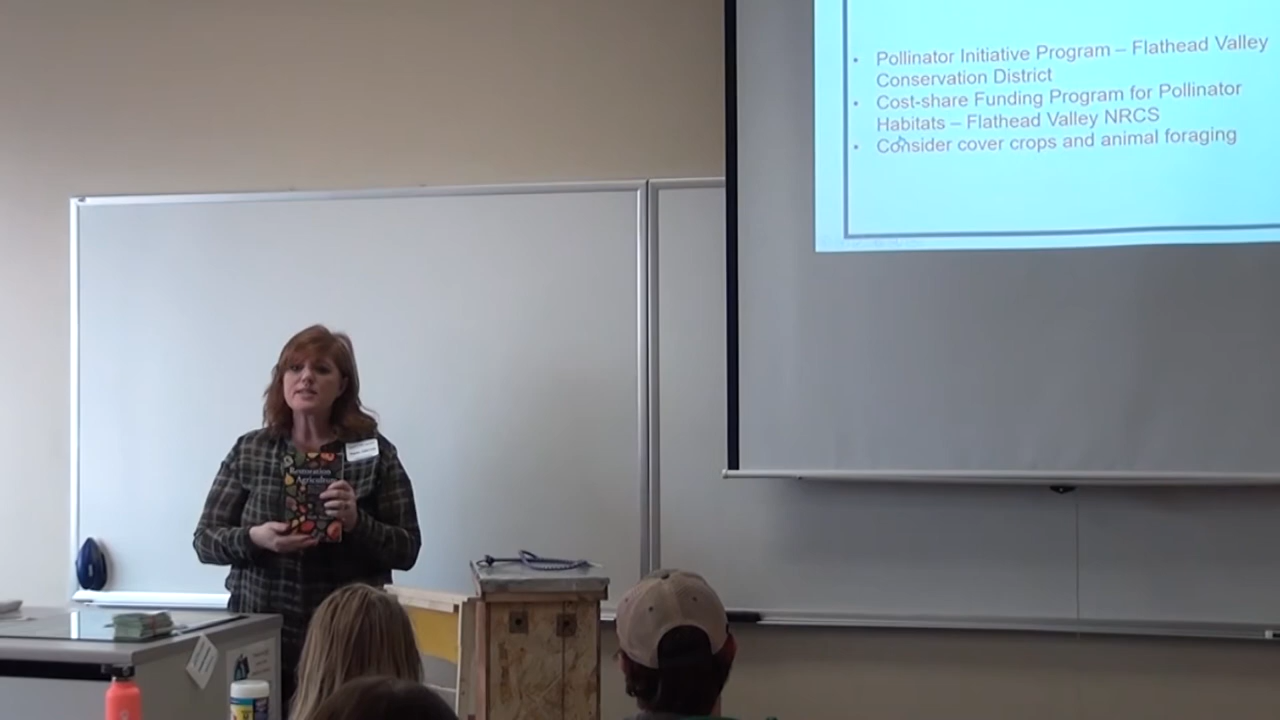 • Pollinator Initiative Program – Flathead Valley
Conservation District
• Cost-share Funding Program for Pollinator
Habitats – Flathead Valley NRCS
• Consider cover crops and animal foraging
Restoration
Agriculture